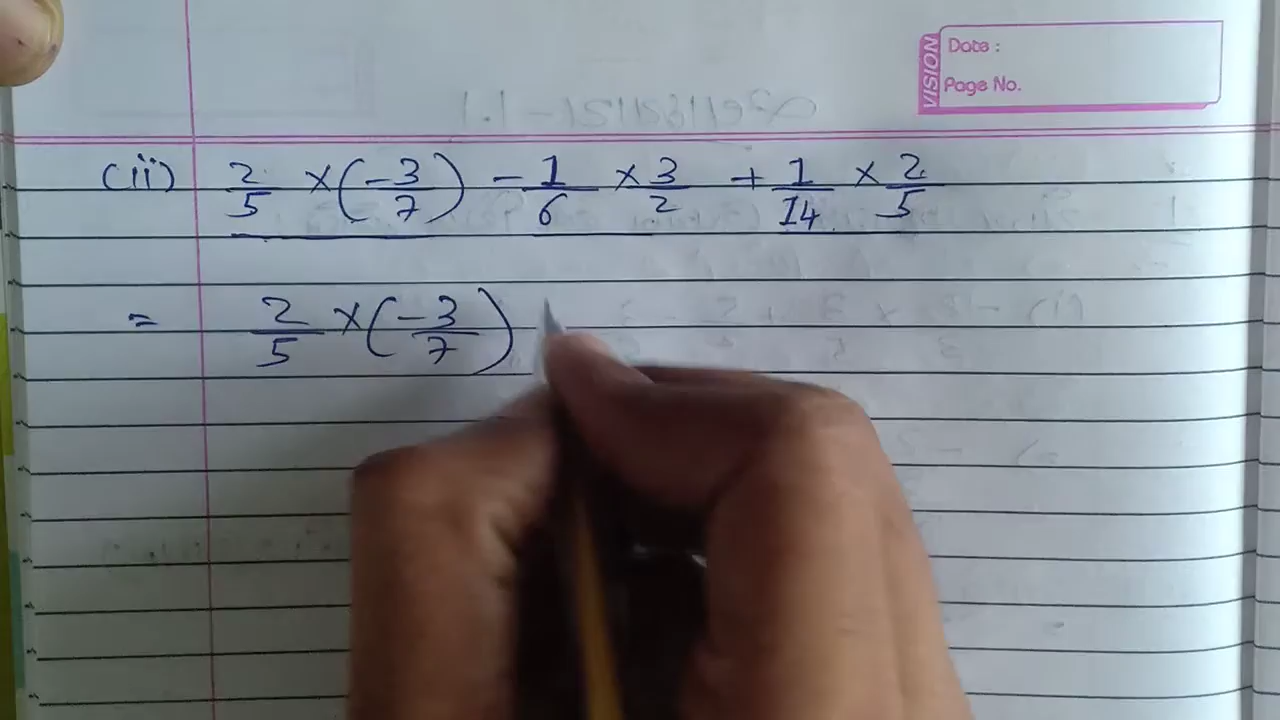 VISION
Date :
Page No.
(ii) 2/5 × (-3/7) - 1/6 × 3/2 + 1/14 × 2/5
= 2/5 × (-3/7)